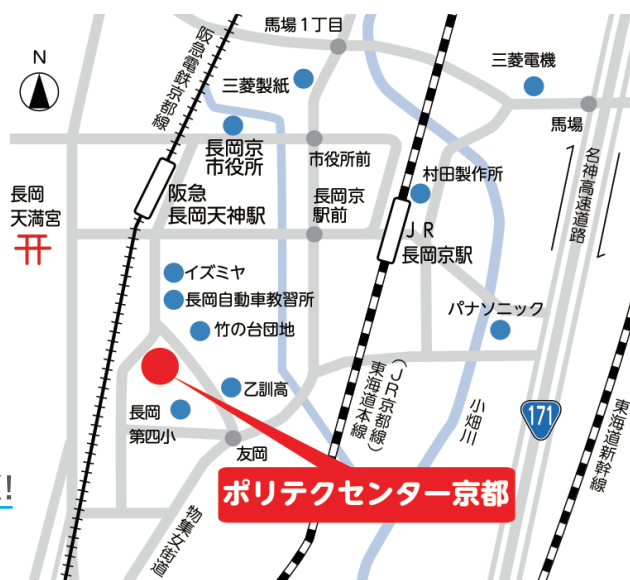 馬場1丁目
阪急電鉄京都線
N
三菱製紙
三菱電機
馬場
長岡京
市役所
市役所前
村田製作所
名神高速道路
長岡
天満宮
阪急
長岡天神駅
長岡京
駅前
JR
長岡京駅
イズミヤ
長岡自動車教習所
竹の台団地
パナソニック
乙訓高
長岡
第四小
友岡
(JR京都線)
東海道本線
小畑川
171
東海道新幹線
ポリテクセンター京都
物集女街道
!